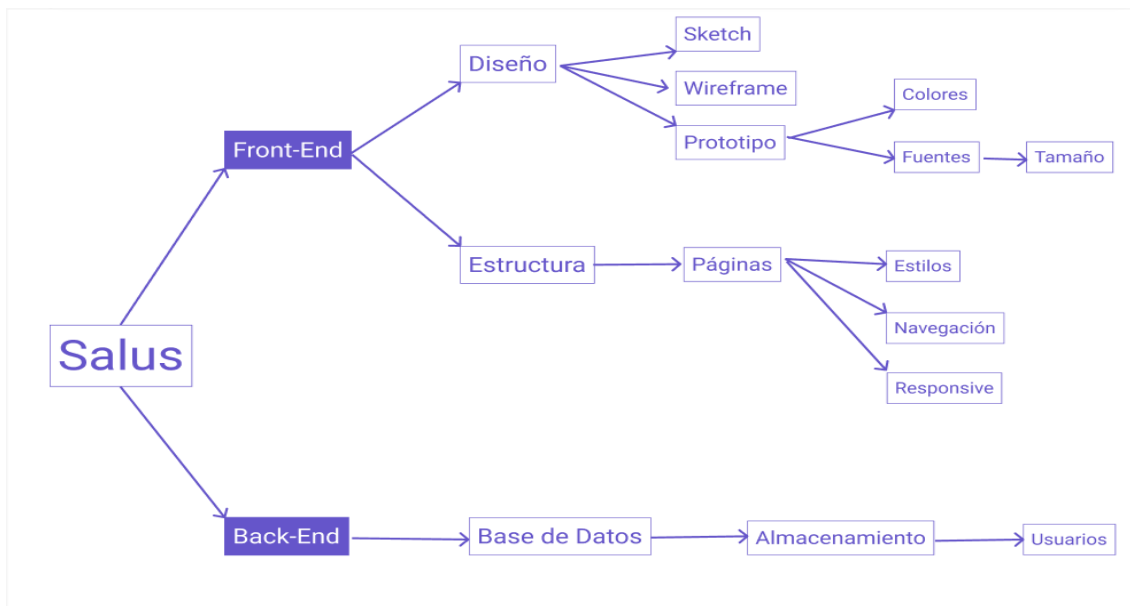 Salus
Front-End
Diseño
Sketch
Wireframe
Prototipo
Colores
Fuentes
Tamaño
Estructura
Páginas
Estilos
Navegación
Responsive
Back-End
Base de Datos
Almacenamiento
Usuarios